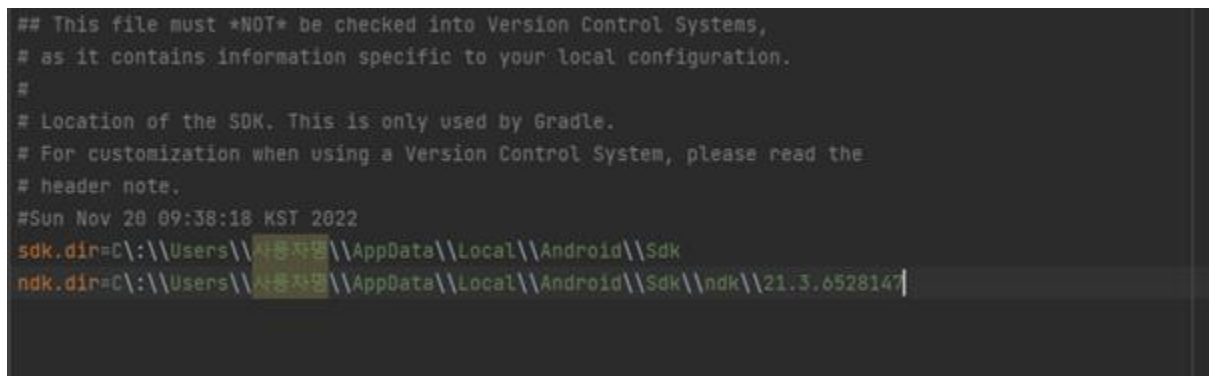 ## This file must *NOT* be checked into Version Control Systems,
# as it contains information specific to your local configuration.
#
# Location of the SDK. This is only used by Gradle.
# For customization when using a Version Control System, please read the
# header note.
#Sun Nov 20 09:38:18 KST 2022
sdk.dir=C\:\\Users\\사용자명\\AppData\\Local\\Android\\Sdk
ndk.dir=C\:\\Users\\사용자명\\AppData\\Local\\Android\\Sdk\\ndk\\21.3.6528147